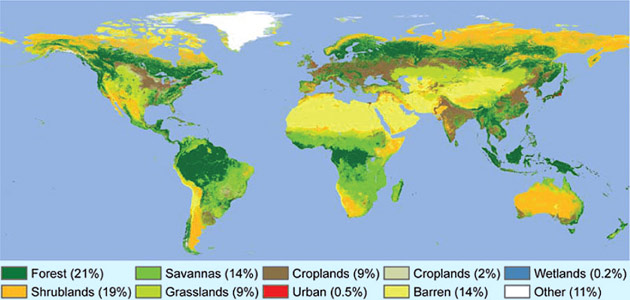 Forest (21%) Savannas (14%) Croplands (9%) Croplands (2%) Wetlands (0.2%)
Shrublands (19%) Grasslands (9%) Urban (0.5%) Barren (14%) Other (11%)